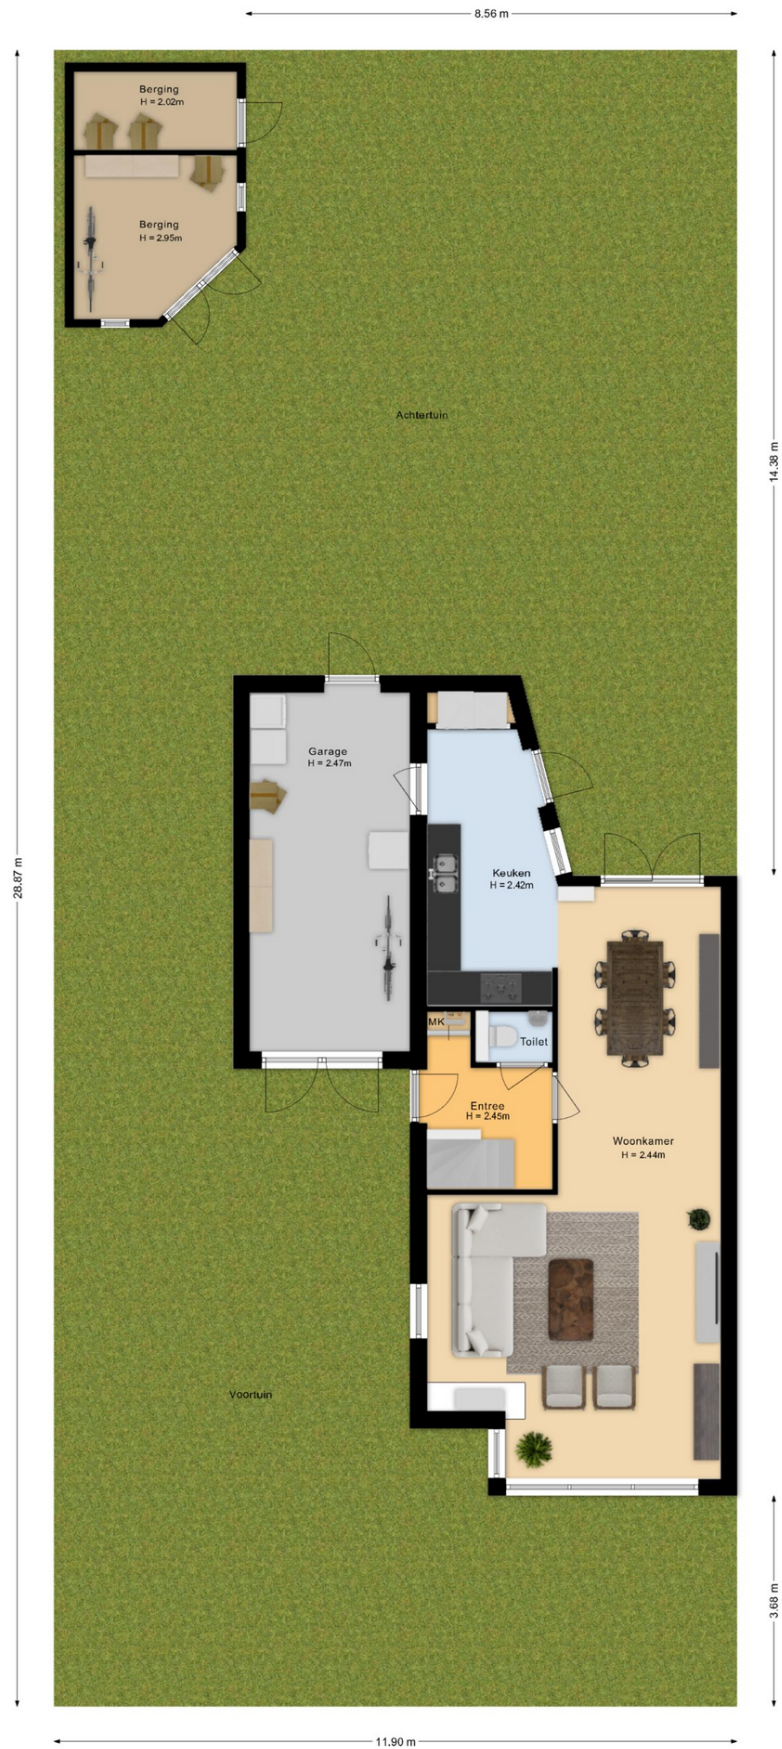 8.56 m
Berging
H = 2.02m
Berging
H = 2.95m
Achtertuin
14.38 m
Garage
H = 2.47m
28.87 m
Keuken
H = 2.42m
MK
Toilet
Entree
H = 2.45m
Woonkamer
H = 2.44m
Voortuin
3.68 m
11.90 m